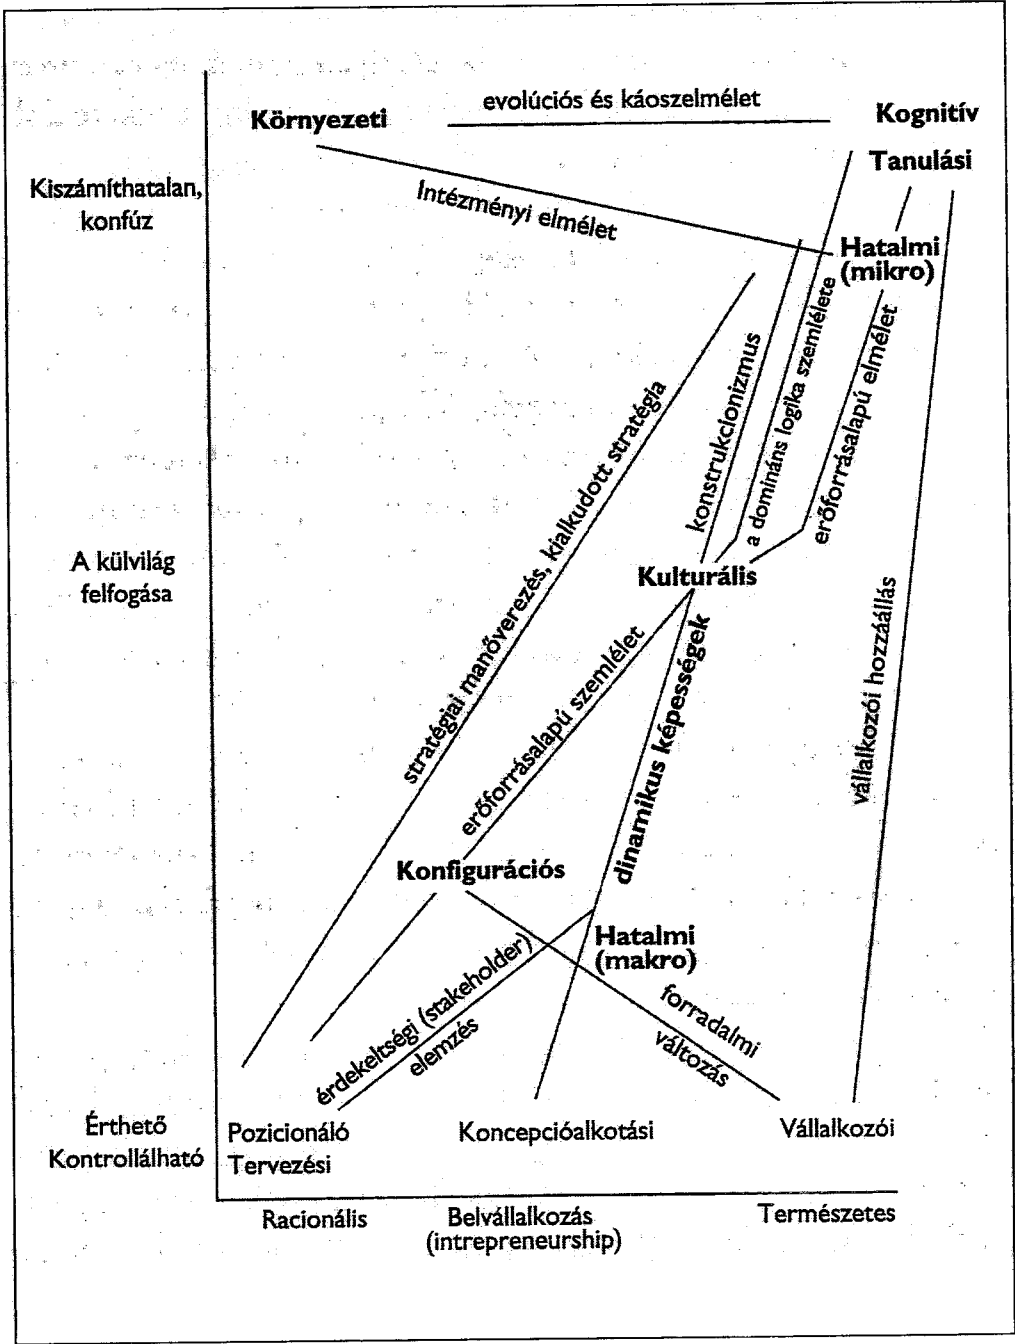 evolúciós és káoszelmélet
Környezeti
Kognitív
Tanulási
Kiszámíthatalan,
konfúz
Intézményi elmélet
Hatalmi
(mikro)
konstrukcionizmus
a domináns logika szemlélete
erőforrásalapú elmélet
stratégiai manőverezés, kialkudott stratégia
A külvilág
felfogása
Kulturális
erőforrásalapú szemlélet
dinamikus képességek
vállalkozói hozzáállás
Konfigurációs
Hatalmi
(makro)
érdekeltségi (stakeholder)
elemzés
forradalmi
változás
Érthető
Kontrollálható
Pozicionáló
Tervezési
Koncepcióalkotási
Vállalkozói
Racionális
Belvállalkozás
(intrepreneurship)
Természetes